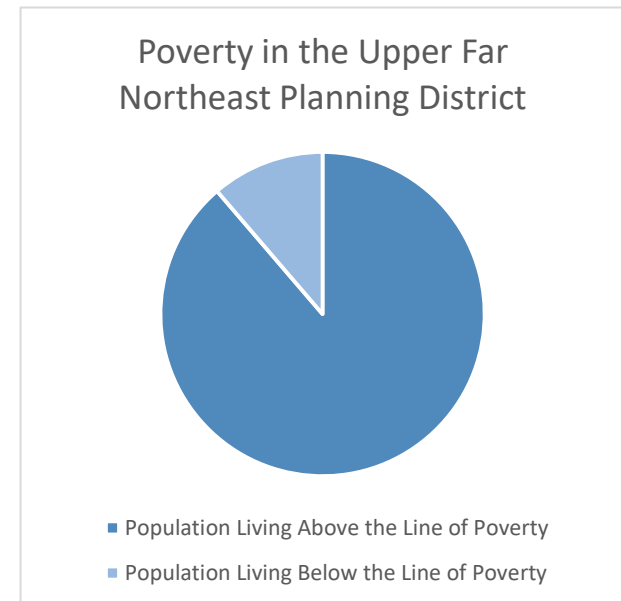 Poverty in the Upper Far
Northeast Planning District
Population Living Above the Line of Poverty
Population Living Below the Line of Poverty